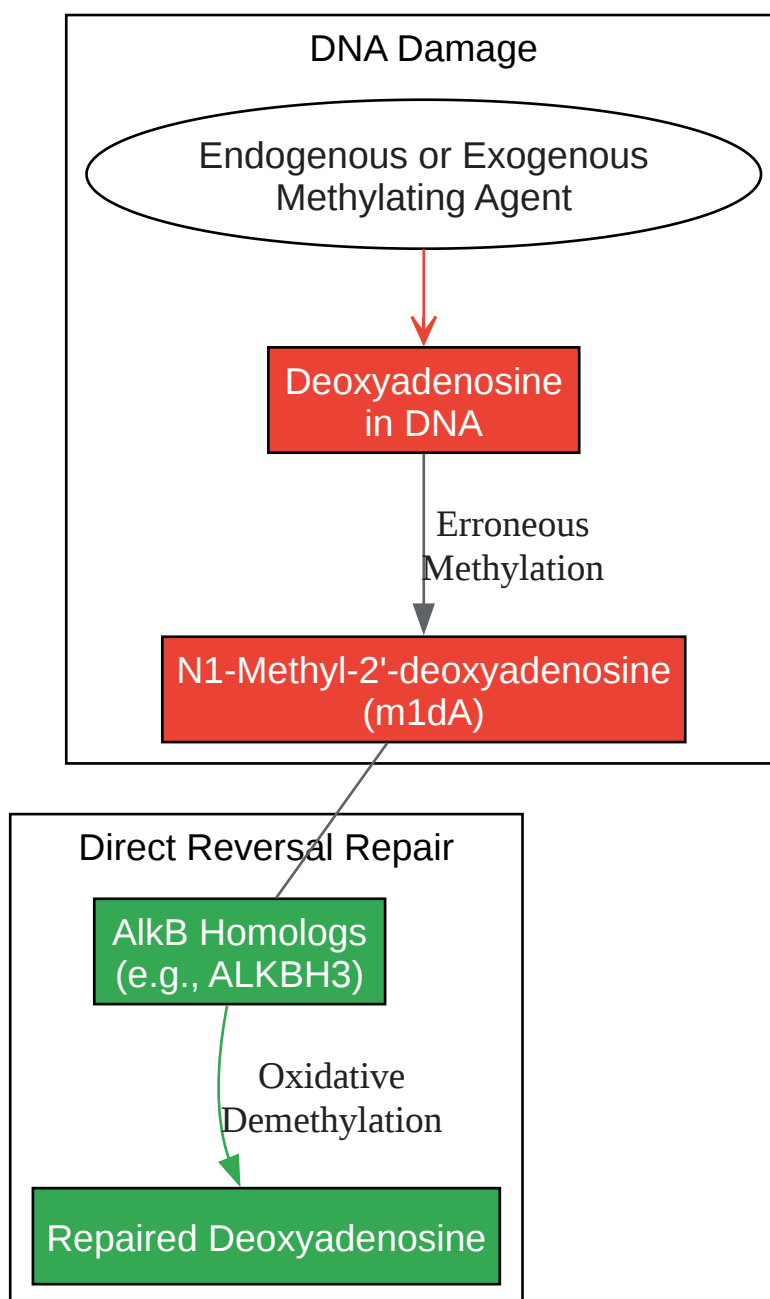 DNA Damage
Endogenous or Exogenous
Methylating Agent
Deoxyadenosine
in DNA
Erroneous
Methylation
N1-Methyl-2'-deoxyadenosine
(m1dA)
Direct Reversal Repair
AlkB Homologs
(e.g., ALKBH3)
Oxidative
Demethylation
Repaired Deoxyadenosine